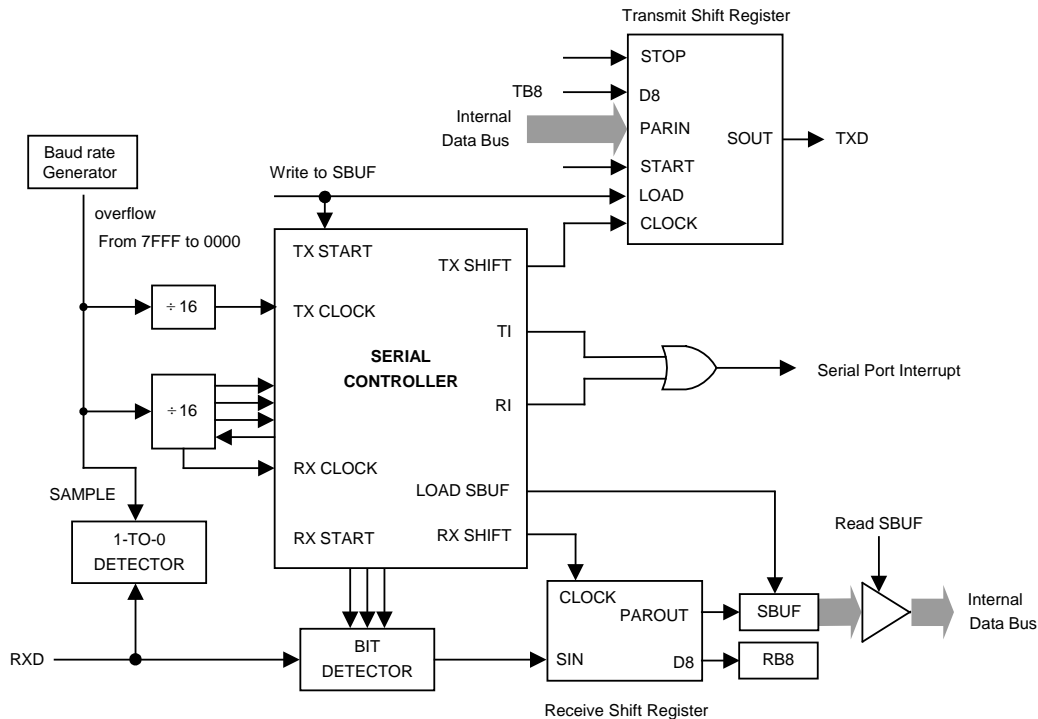 Transmit Shift Register
STOP
TB8
D8
Internal
Data Bus
PARIN
SOUT
TXD
START
LOAD
CLOCK
Baud rate
Generator
Write to SBUF
overflow
From 7FFF to 0000
TX START
TX SHIFT
÷ 16
TX CLOCK
TI
SERIAL
CONTROLLER
Serial Port Interrupt
÷ 16
RI
RX CLOCK
SAMPLE
LOAD SBUF
1-TO-0
DETECTOR
RX START
RX SHIFT
Read SBUF
CLOCK
PAROUT
SBUF
Internal
Data Bus
RXD
BIT
DETECTOR
SIN
D8
RB8
Receive Shift Register